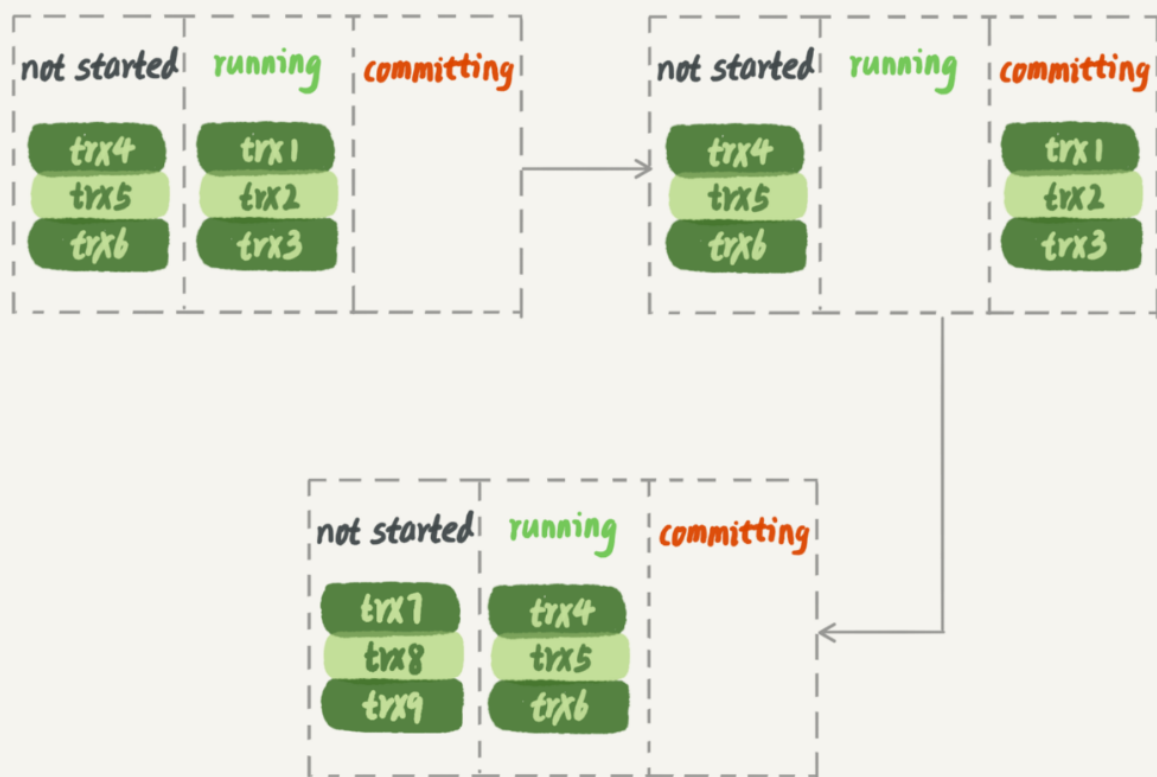 not started running committing
trx4 trx1
trx5 trx2
trx6 trx3
not started running committing
trx4 trx1
trx5 trx2
trx6 trx3
not started running committing
trx7 trx4
trx8 trx5
trx9 trx6